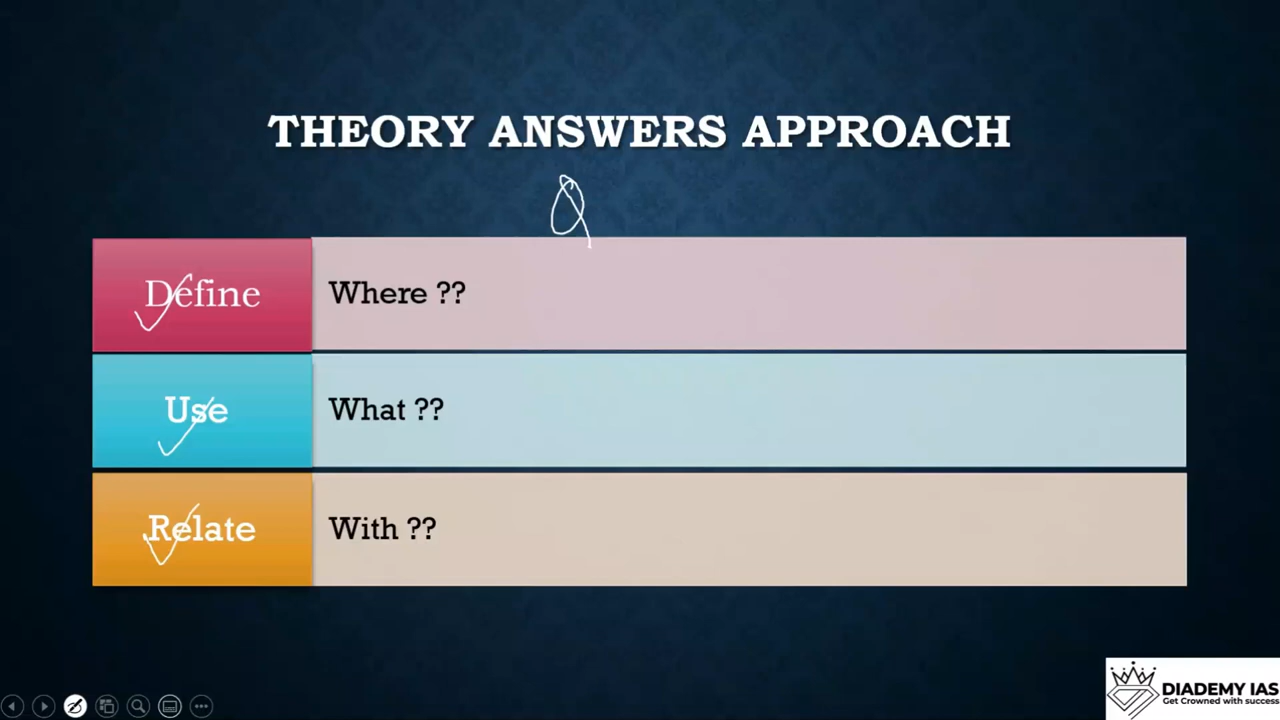 THEORY ANSWERS APPROACH
Q
Define
Where ??
Use
What ??
Relate
With ??
DIADEMY IAS
Get Crowned with success